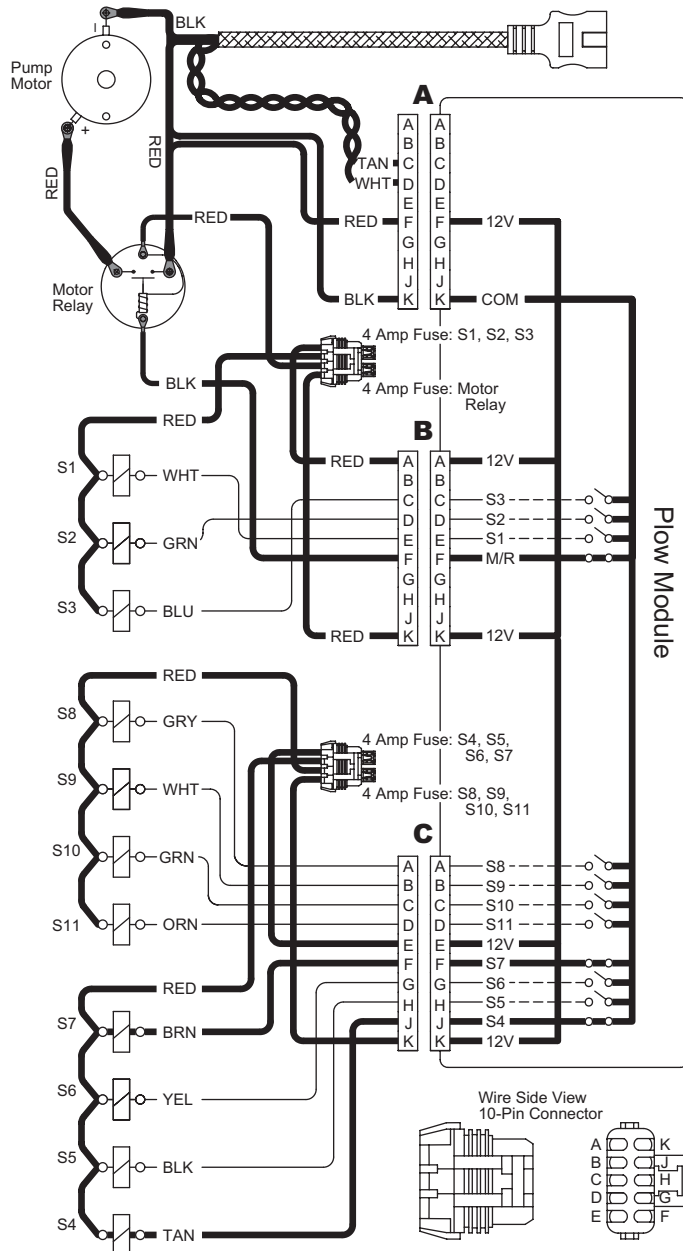 BLK
Pump
Motor
–
+
RED
RED
A
A A
B B
TAN C C
WHT D D
E E
RED F F 12V
G G
H H
J J
BLK K K COM
RED
Motor
Relay
4 Amp Fuse: S1, S2, S3
BLK
4 Amp Fuse: Motor
Relay
RED
B
RED A A 12V
B B
S1 WHT
C C S3
D D S2
S2 GRN
E E S1
F F M/R
G G
H H
S3 BLU
J J
RED K K 12V
Plow Module
RED
S8 GRY
4 Amp Fuse: S4, S5,
S6, S7
S9 WHT
4 Amp Fuse: S8, S9,
S10, S11
C
S10 GRN
A A S8
B B S9
C C S10
S11 ORN
D D S11
E E 12V
F F S7
RED
G G S6
H H S5
S7 BRN
J J S4
K K 12V
S6 YEL
Wire Side View
10-Pin Connector
S5 BLK
A K
B J
C H
D G
E F
S4 TAN